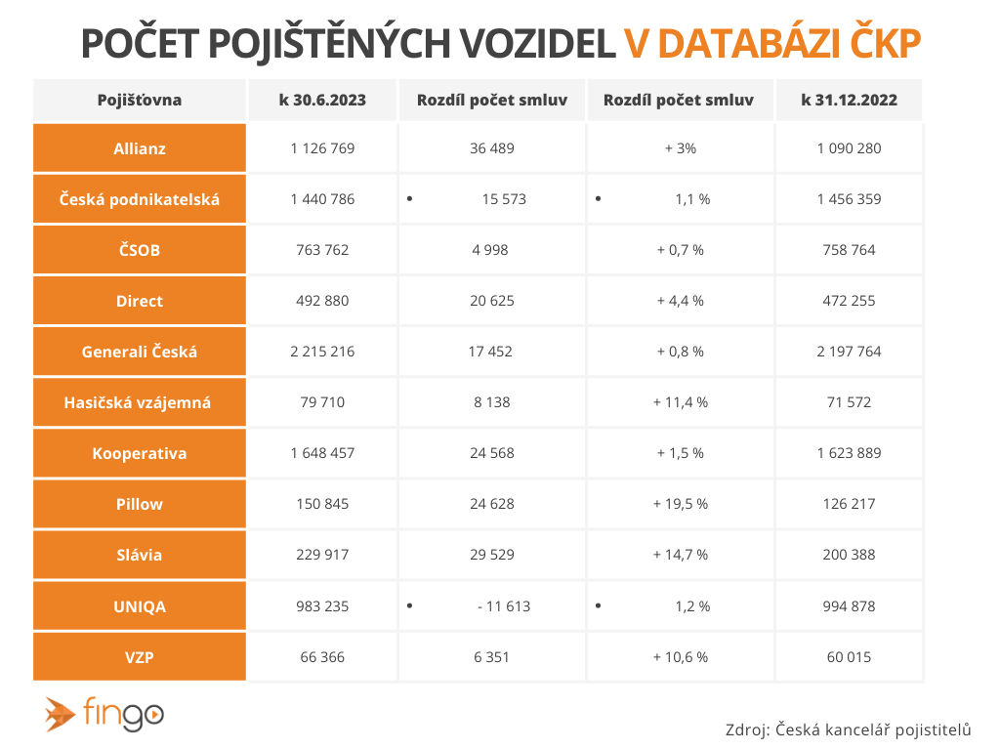 POČET POJIŠTĚNÝCH VOZIDEL V DATABÁZI ČKP
Pojišťovna k 30.6.2023 Rozdíl počet smluv Rozdíl počet smluv k 31.12.2022
Allianz 1 126 769 36 489 + 3% 1 090 280
Česká podnikatelská 1 440 786 • 15 573 • 1,1 % 1 456 359
ČSOB 763 762 4 998 + 0,7 % 758 764
Direct 492 880 20 625 + 4,4 % 472 255
Generali Česká 2 215 216 17 452 + 0,8 % 2 197 764
Hasičská vzájemná 79 710 8 138 + 11,4 % 71 572
Kooperativa 1 648 457 24 568 + 1,5 % 1 623 889
Pillow 150 845 24 628 + 19,5 % 126 217
Slávia 229 917 29 529 + 14,7 % 200 388
UNIQA 983 235 • - 11 613 • 1,2 % 994 878
VZP 66 366 6 351 + 10,6 % 60 015
fingo
Zdroj: Česká kancelář pojistitelů